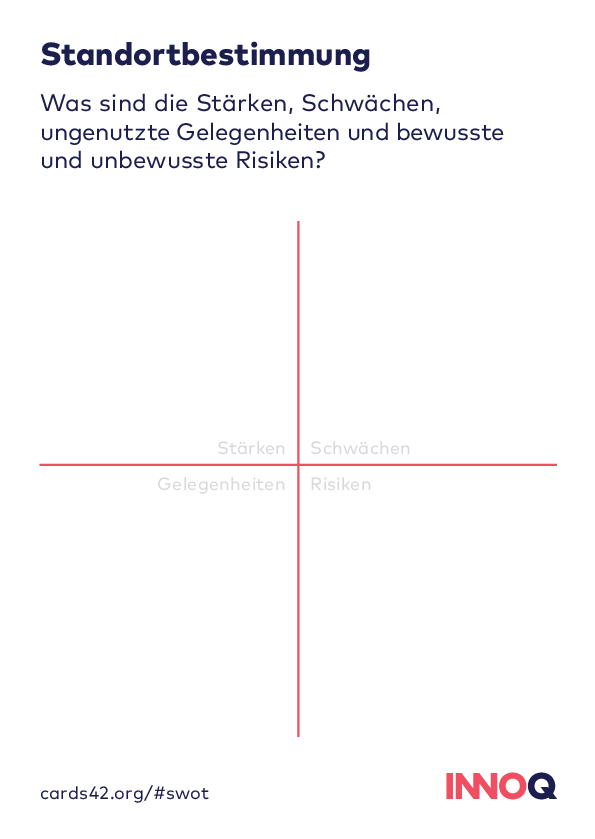 Standortbestimmung
Was sind die Stärken, Schwächen,
ungenutzte Gelegenheiten und bewusste
und unbewusste Risiken?
Stärken
Schwächen
Gelegenheiten
Risiken
cards42.org/#swot
INNOQ